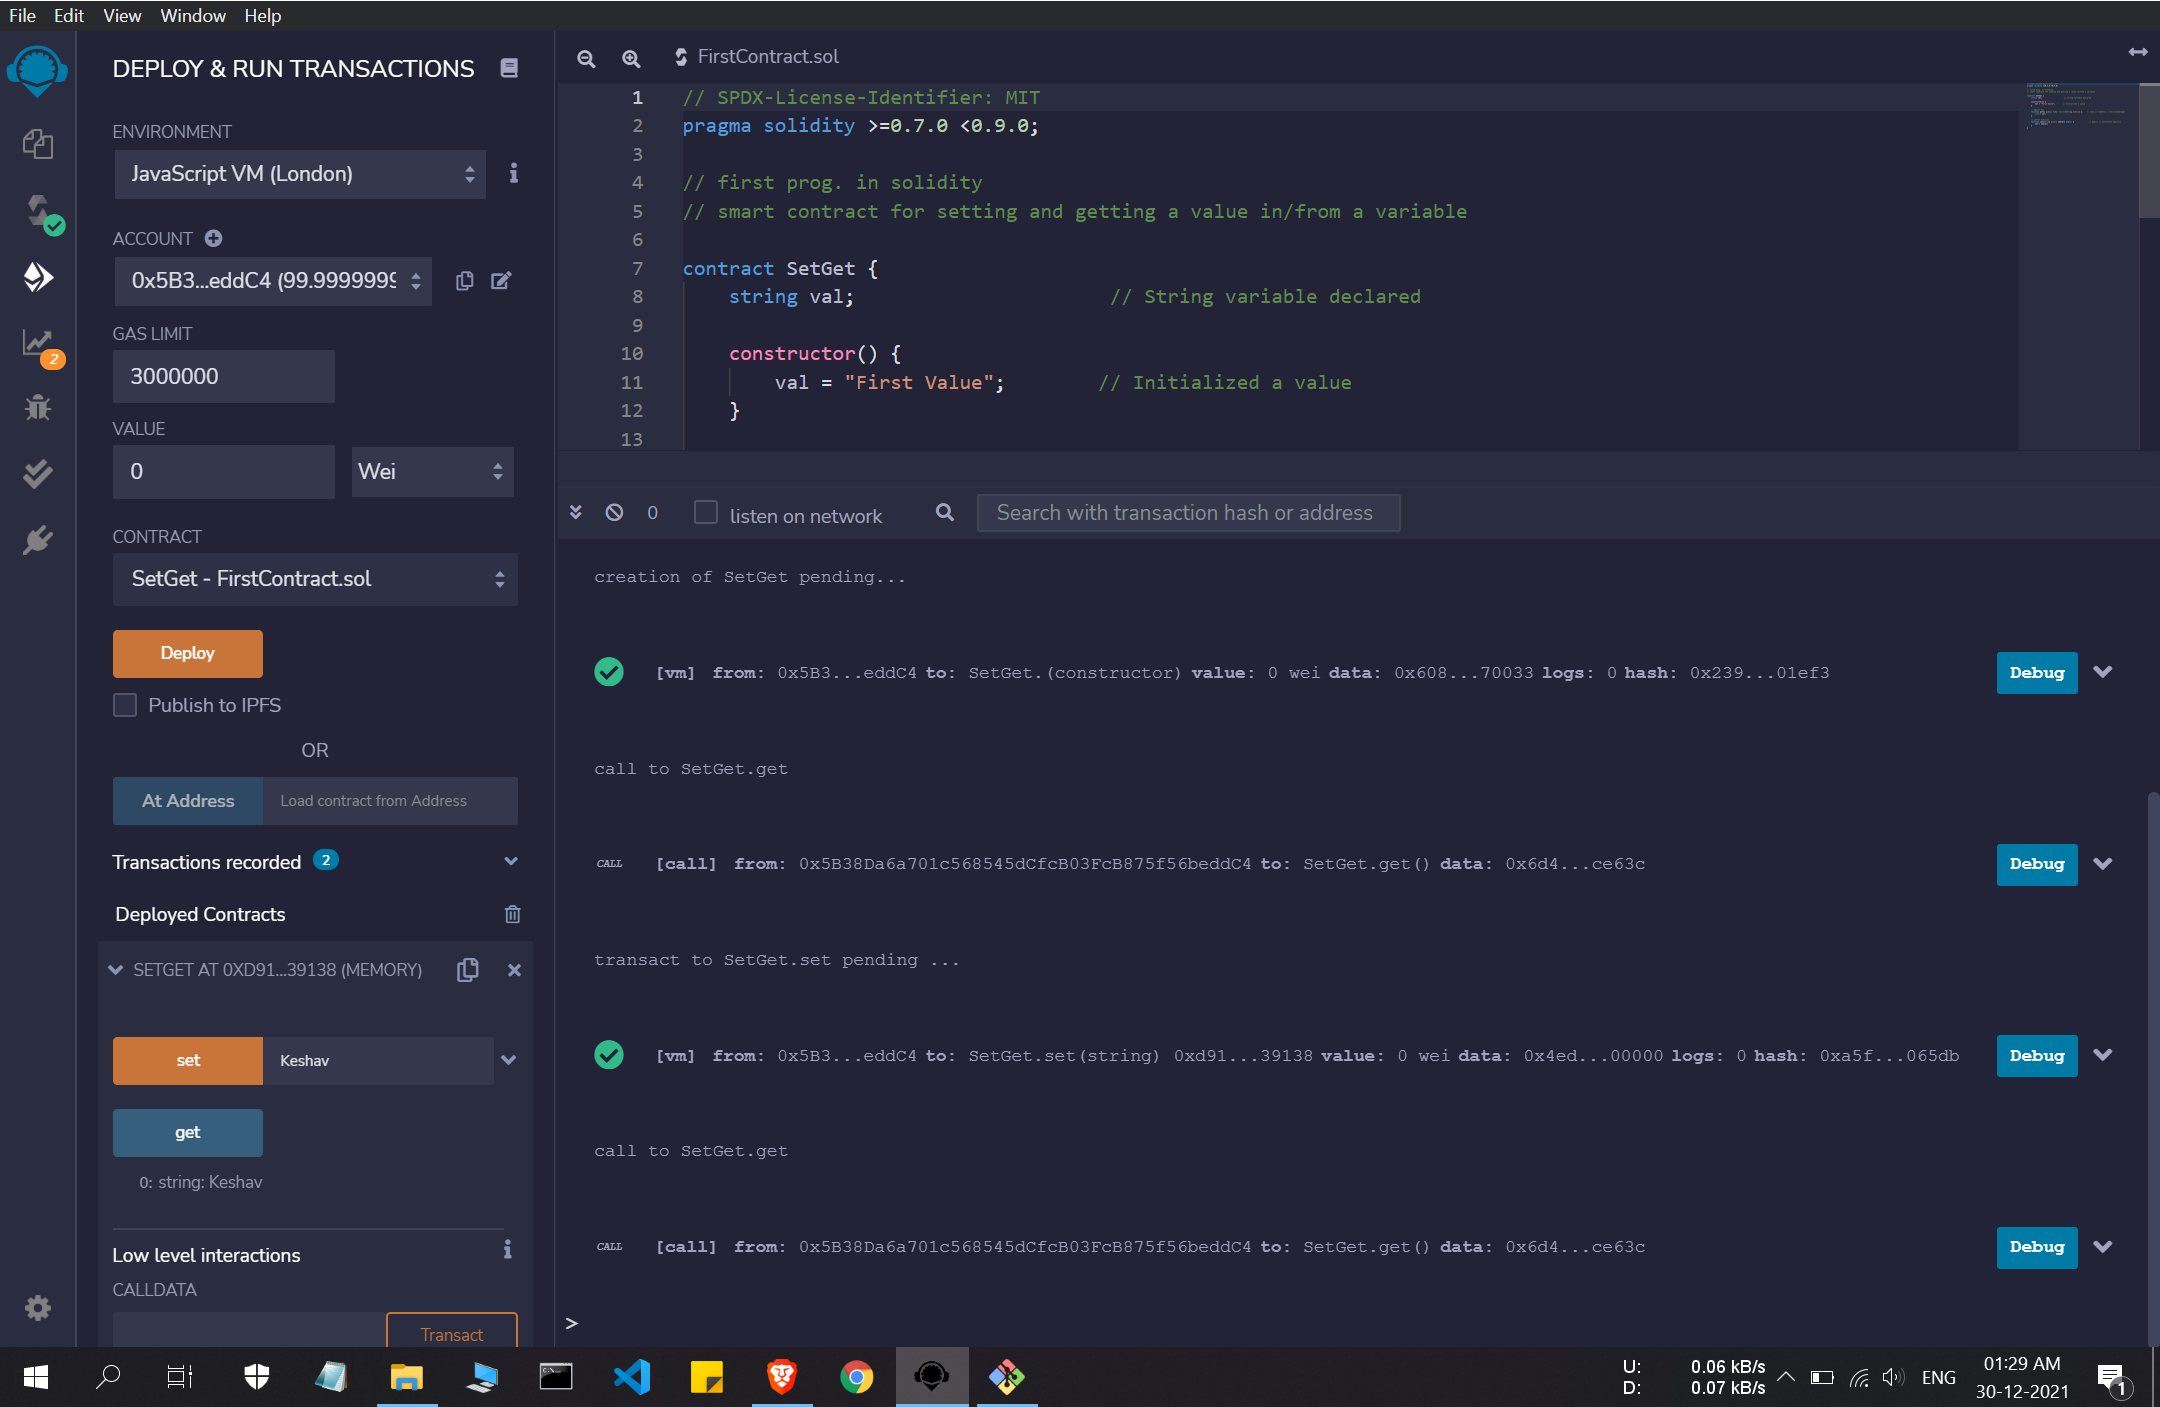 File Edit View Window Help
DEPLOY & RUN TRANSACTIONS
ENVIRONMENT
JavaScript VM (London)
ACCOUNT
0x5B3...eddC4 (99.9999999
GAS LIMIT
3000000
VALUE
0
Wei
CONTRACT
SetGet - FirstContract.sol
Deploy
Publish to IPFS
OR
At Address
Load contract from Address
Transactions recorded 2
Deployed Contracts
SETGET AT 0XD91...39138 (MEMORY)
set
Keshav
get
0: string: Keshav
Low level interactions
CALLDATA
Transact
2
FirstContract.sol
1 // SPDX-License-Identifier: MIT
2 pragma solidity >=0.7.0 <0.9.0;
3
4 // first prog. in solidity
5 // smart contract for setting and getting a value in/from a variable
6
7 contract SetGet {
8 string val; // String variable declared
9
10 constructor() {
11 val = "First Value"; // Initialized a value
12 }
13
0 listen on network
Search with transaction hash or address
creation of SetGet pending...
[vm] from: 0x5B3...eddC4 to: SetGet.(constructor) value: 0 wei data: 0x608...70033 logs: 0 hash: 0x239...01ef3
Debug
call to SetGet.get
CALL [call] from: 0x5B38Da6a701c568545dCfcB03FcB875f56beddC4 to: SetGet.get() data: 0x6d4...ce63c
Debug
transact to SetGet.set pending ...
[vm] from: 0x5B3...eddC4 to: SetGet.set(string) 0xd91...39138 value: 0 wei data: 0x4ed...00000 logs: 0 hash: 0xa5f...065db
Debug
call to SetGet.get
CALL [call] from: 0x5B38Da6a701c568545dCfcB03FcB875f56beddC4 to: SetGet.get() data: 0x6d4...ce63c
Debug
>
U: 0.06 kB/s
D: 0.07 kB/s
ENG
01:29 AM
30-12-2021
1